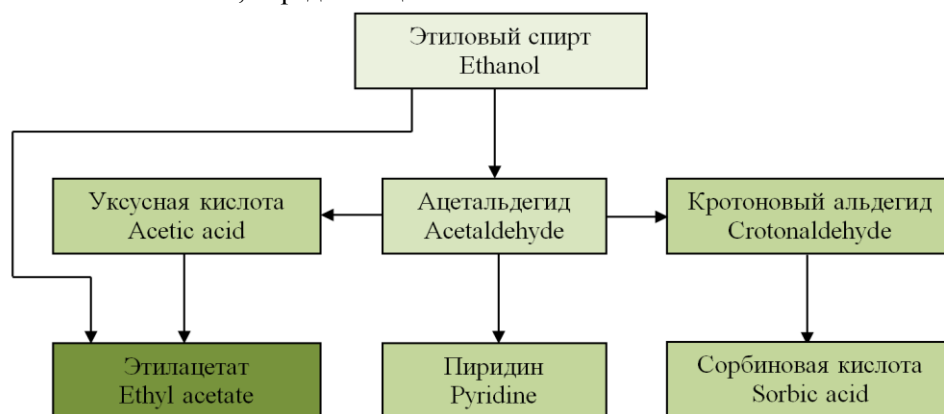 Этиловый спирт
Ethanol
Уксусная кислота
Acetic acid
Ацетальдегид
Acetaldehyde
Кротоновый альдегид
Crotonaldehyde
Этилацетат
Ethyl acetate
Пиридин
Pyridine
Сорбиновая кислота
Sorbic acid